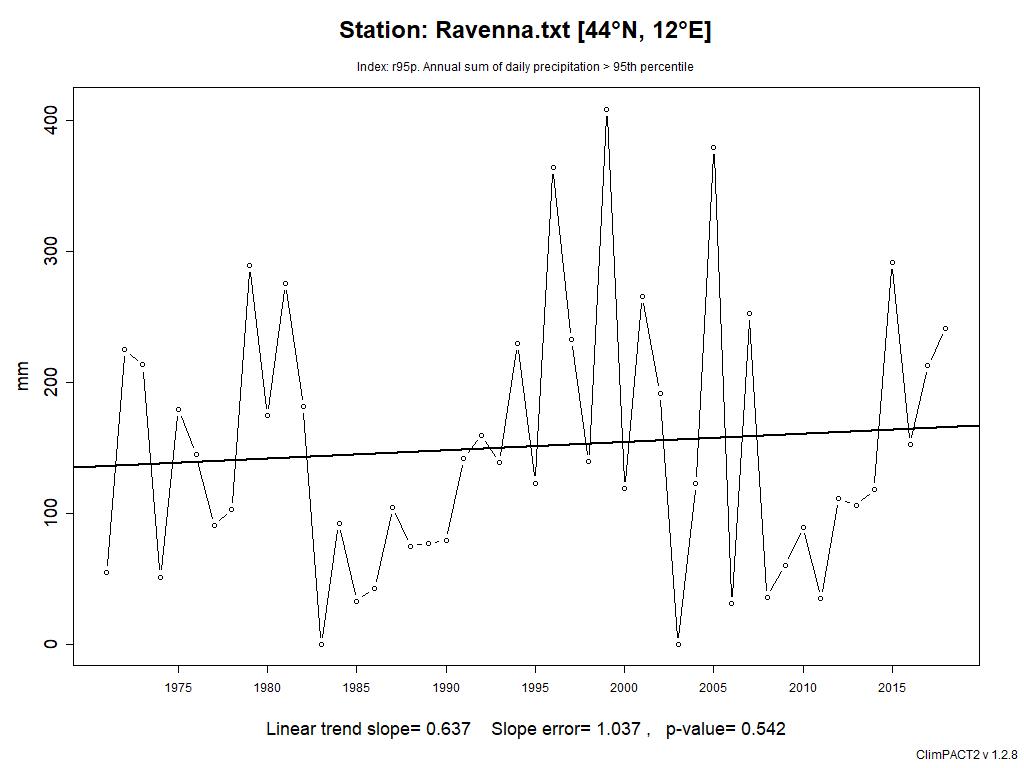 Station: Ravenna.txt [44°N, 12°E]
Index: r95p. Annual sum of daily precipitation > 95th percentile
400
300
200
100
0
mm
1975 1980 1985 1990 1995 2000 2005 2010 2015
Linear trend slope= 0.637 Slope error= 1.037 , p-value= 0.542
ClimPACT2 v 1.2.8